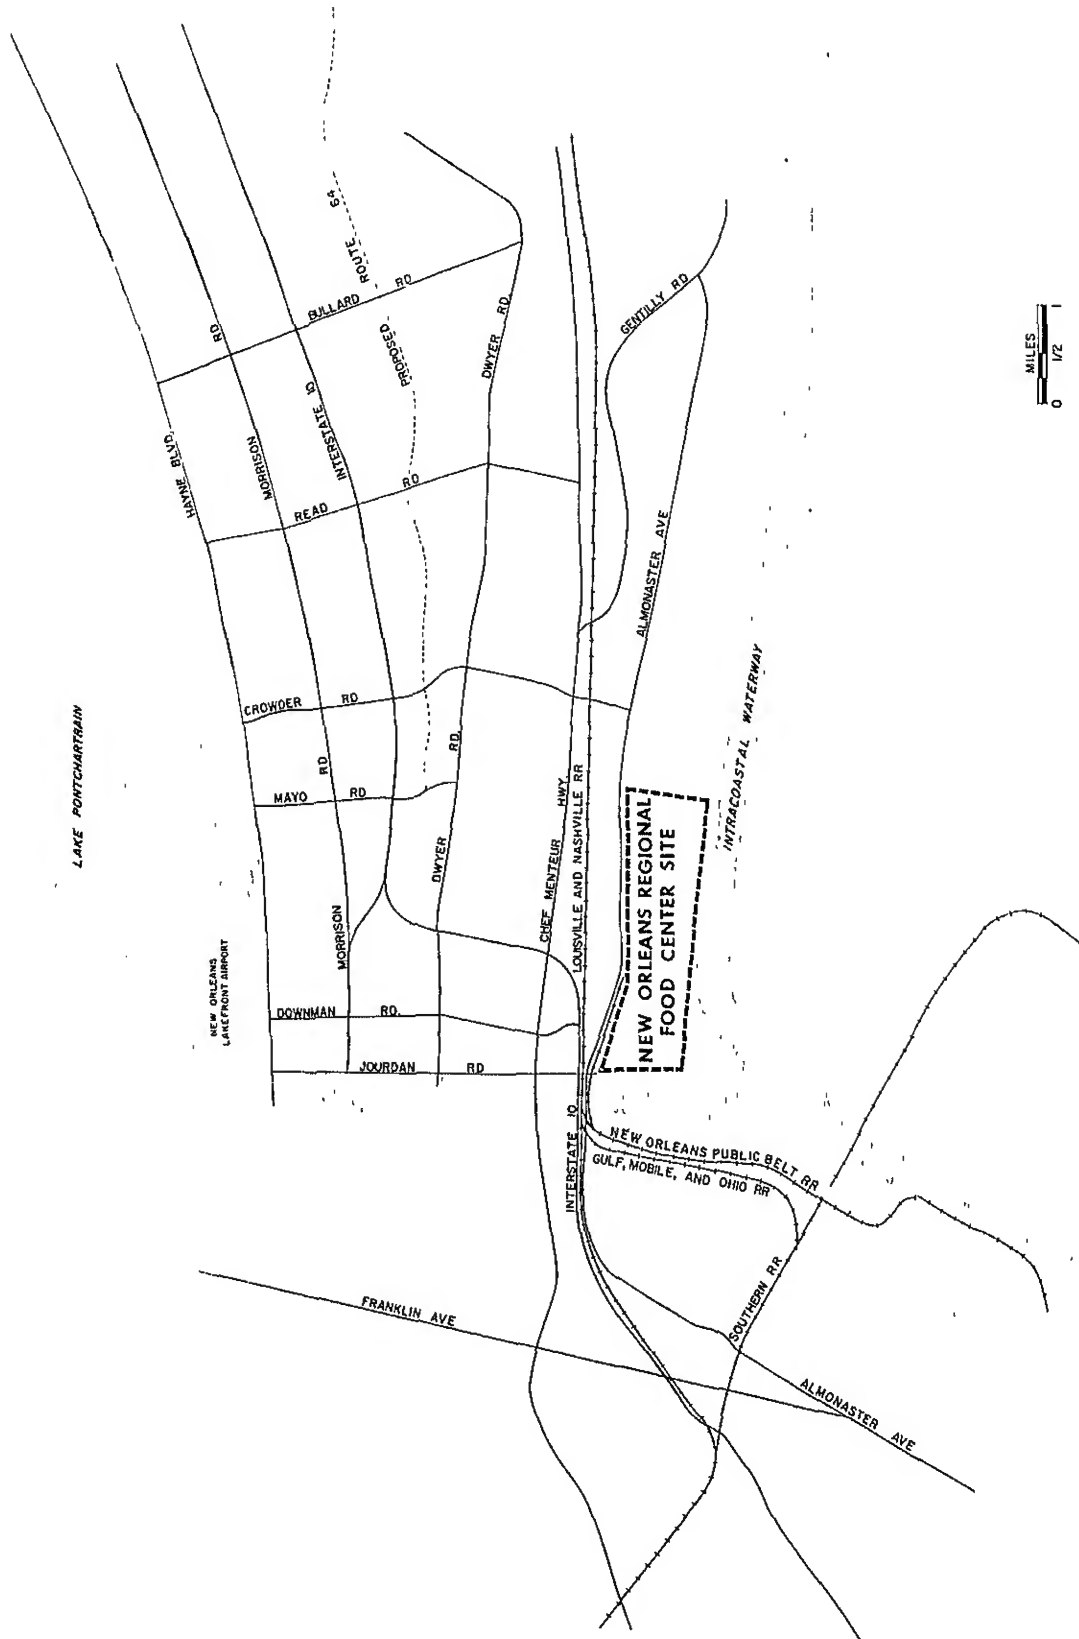 LAKE PONTCHARTRAIN
NEW ORLEANS
LAKEFRONT AIRPORT
HAYNE BLVD.
MORRISON
RD
MORRISON
RD
INTERSTATE 10
PROPOSED
ROUTE
64
BULLARD
RD
READ
RD
CROWDER
RD
MAYO
RD
DOWNMAN
RD.
JOURDAN
RD
DWYER
RD.
DWYER RD.
CHEF MENTEUR
HWY.
LOUISVILLE AND NASHVILLE RR
GENTILLY RD
ALMONASTER AVE
INTRACOASTAL WATERWAY
NEW ORLEANS REGIONAL
FOOD CENTER SITE
INTERSTATE 10
NEW ORLEANS PUBLIC BELT RR
GULF, MOBILE, AND OHIO RR
SOUTHERN RR
FRANKLIN AVE
ALMONASTER AVE
MILES
0 1/2 1